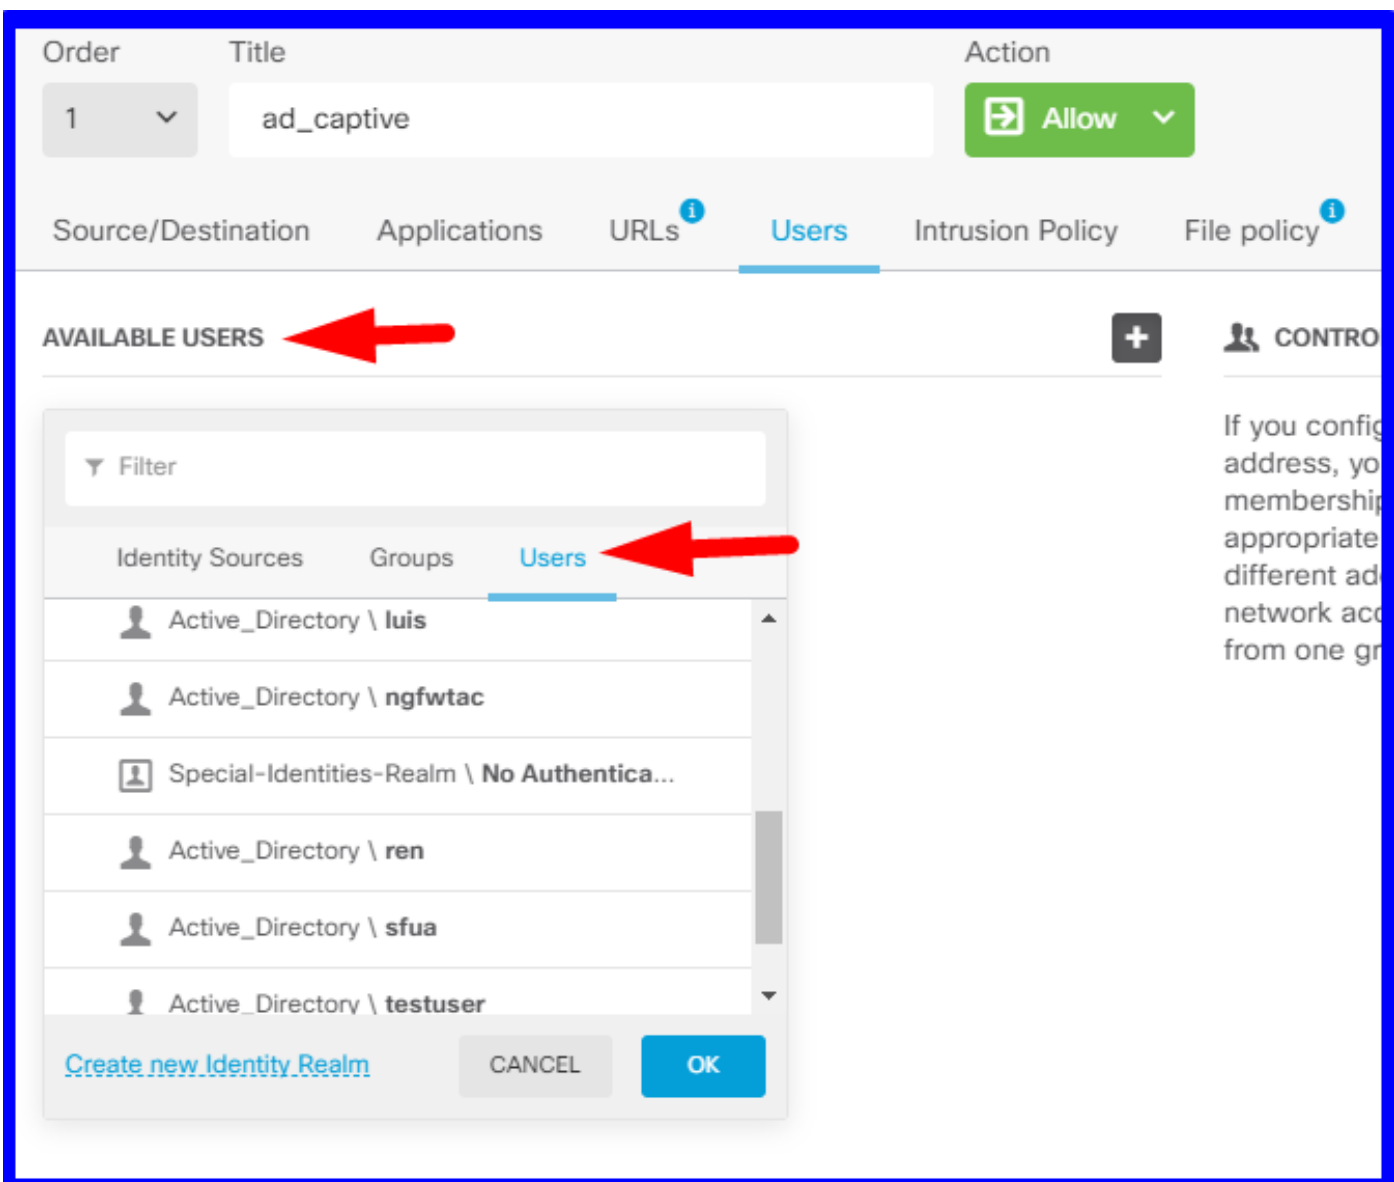 Order Title Action
1 ad_captive Allow
Source/Destination Applications URLs Users Intrusion Policy File policy
AVAILABLE USERS CONTRO
Filter
Identity Sources Groups Users
Active_Directory \ luis
Active_Directory \ ngfwtac
Special-Identities-Realm \ No Authentica...
Active_Directory \ ren
Active_Directory \ sfua
Active_Directory \ testuser
Create new Identity Realm CANCEL OK
If you config
address, yo
membership
appropriate
different ad
network acc
from one gr